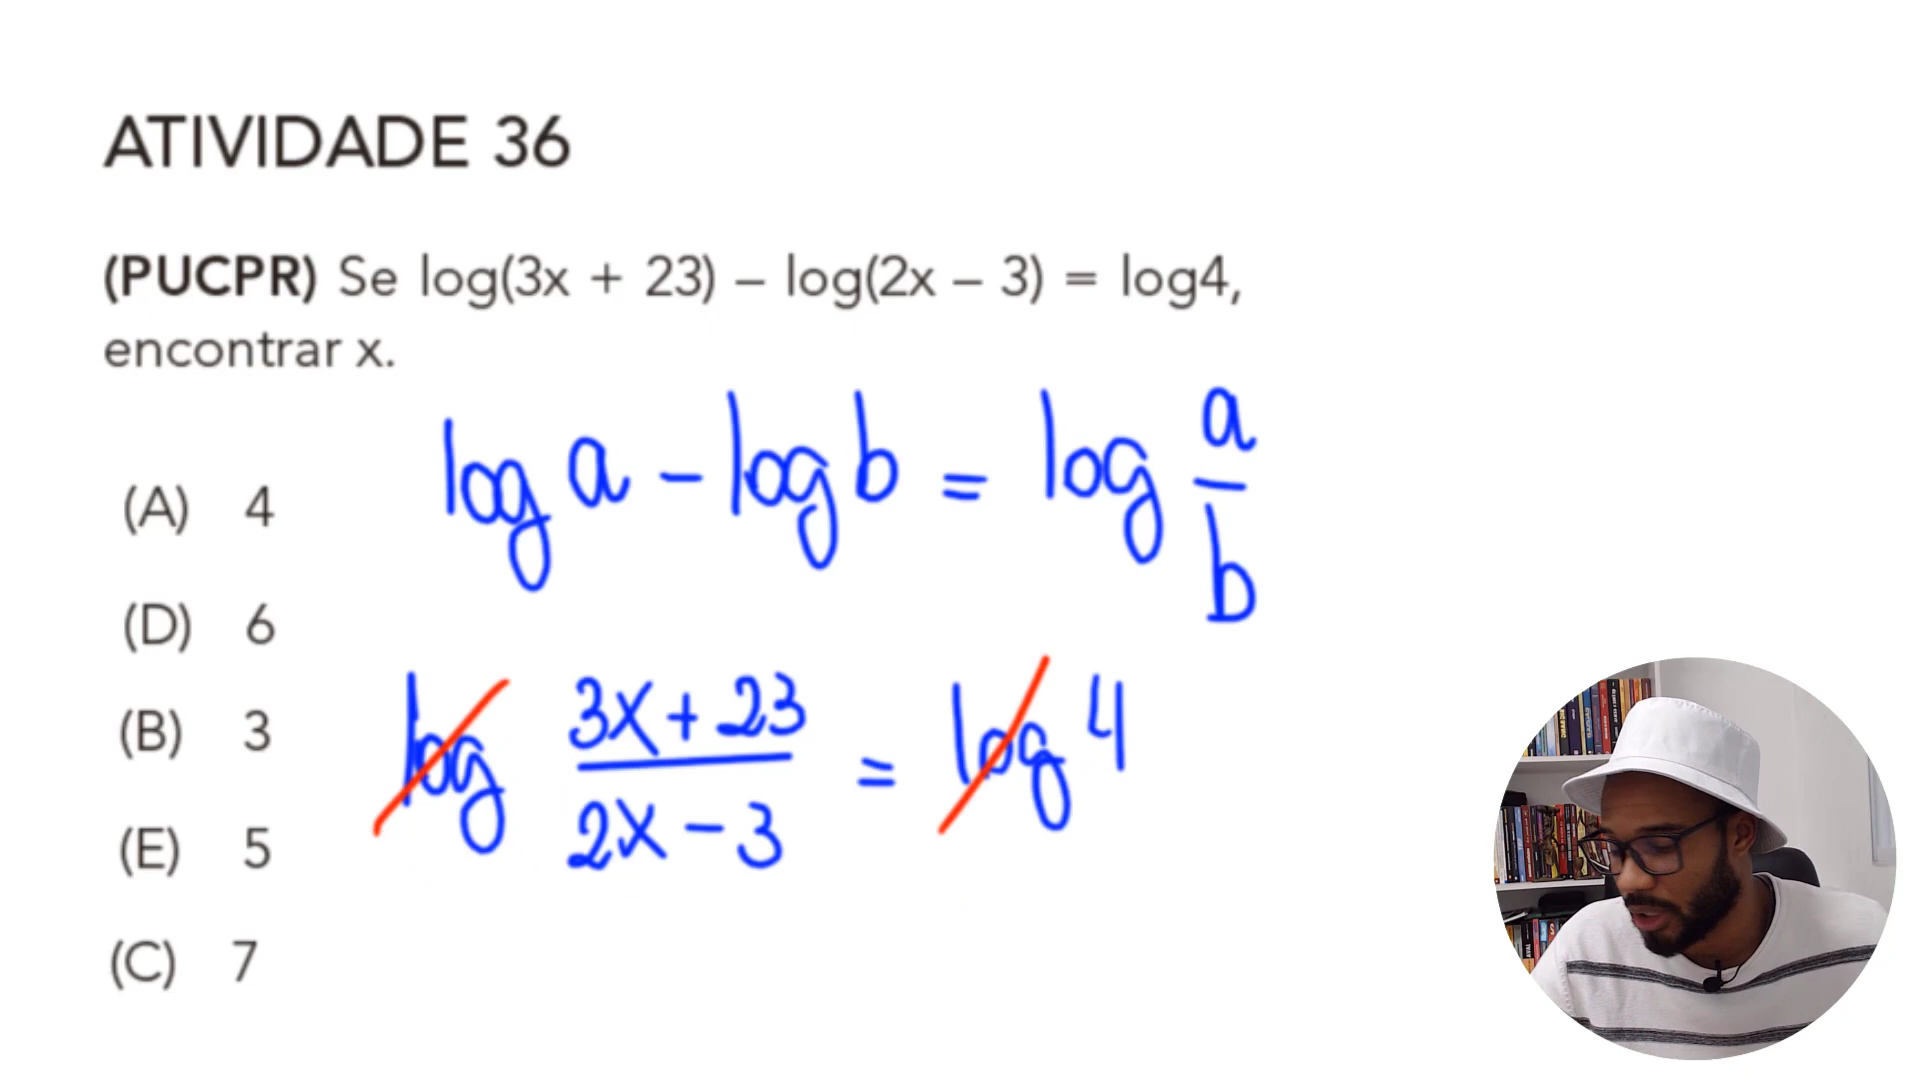 ATIVIDADE 36
(PUCPR) Se log(3x + 23) – log(2x – 3) = log4,
encontrar x.
log a - log b = log a/b
(A) 4
(D) 6
(B) 3
(E) 5
(C) 7
log 3x + 23 / 2x - 3 = log 4